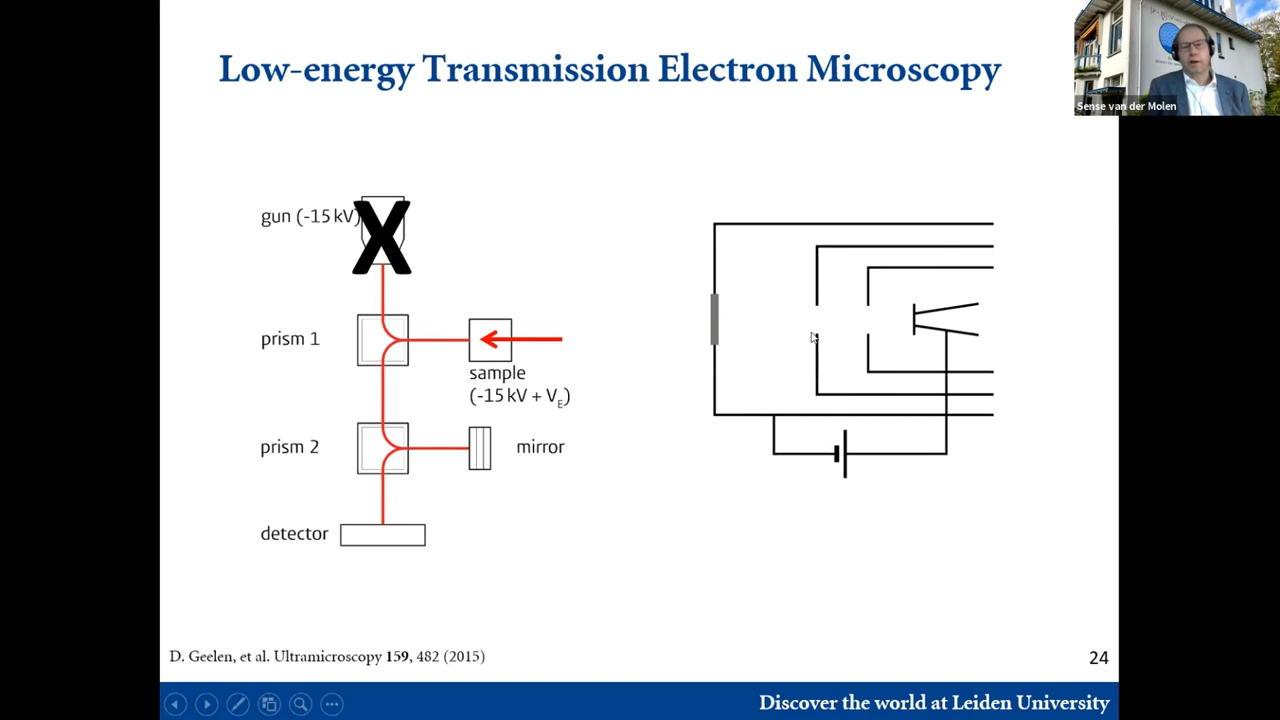 Low-energy Transmission Electron Microscopy
Sense van der Molen
gun (-15 kV)
X
prism 1
sample
(-15 kV + VE)
prism 2
mirror
detector
D. Geelen, et al. Ultramicroscopy 159, 482 (2015)
24
Discover the world at Leiden University